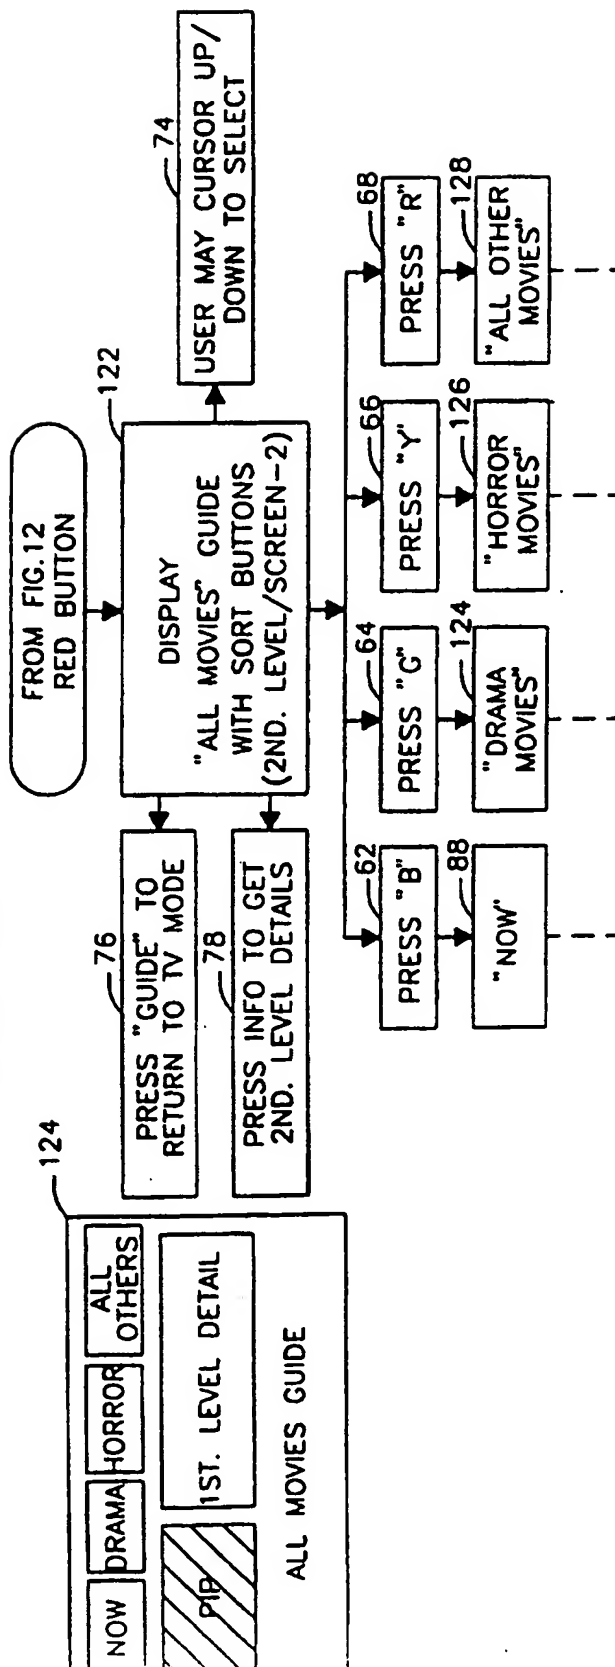 FROM FIG.12
RED BUTTON
122
DISPLAY
"ALL MOVIES" GUIDE
WITH SORT BUTTONS
(2ND. LEVEL/SCREEN-2)
74
USER MAY CURSOR UP/
DOWN TO SELECT
76
PRESS "GUIDE" TO
RETURN TO TV MODE
78
PRESS INFO TO GET
2ND. LEVEL DETAILS
124
NOW
DRAMA
HORROR
ALL
OTHERS
PIP
1ST. LEVEL DETAIL
ALL MOVIES GUIDE
62
PRESS "B"
88
"NOW"
64
PRESS "G"
124
"DRAMA
MOVIES"
66
PRESS "Y"
126
"HORROR
MOVIES"
68
PRESS "R"
128
"ALL OTHER
MOVIES"